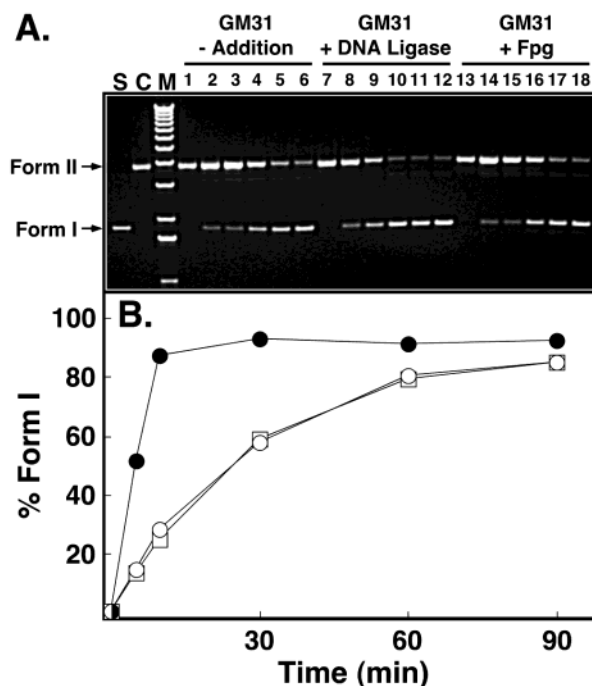 A.
GM31 GM31 GM31
- Addition + DNA Ligase + Fpg
S C M 1 2 3 4 5 6 7 8 9 10 11 12 13 14 15 16 17 18
Form II
Form I
B.
100
80
60
40
20
% Form I
30 60 90
Time (min)